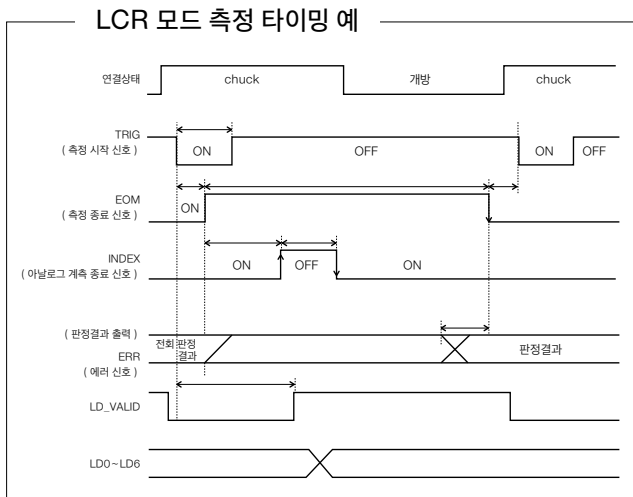 LCR 모드 측정 타이밍 예
연결상태
chuck
개방
chuck
TRIG
( 측정 시작 신호 )
ON
OFF
ON
OFF
EOM
( 측정 종료 신호 )
ON
INDEX
( 아날로그 계측 종료 신호 )
ON
OFF
ON
( 판정결과 출력 )
ERR
( 에러 신호 )
전회 판정
결과
판정결과
LD_VALID
LD0~LD6